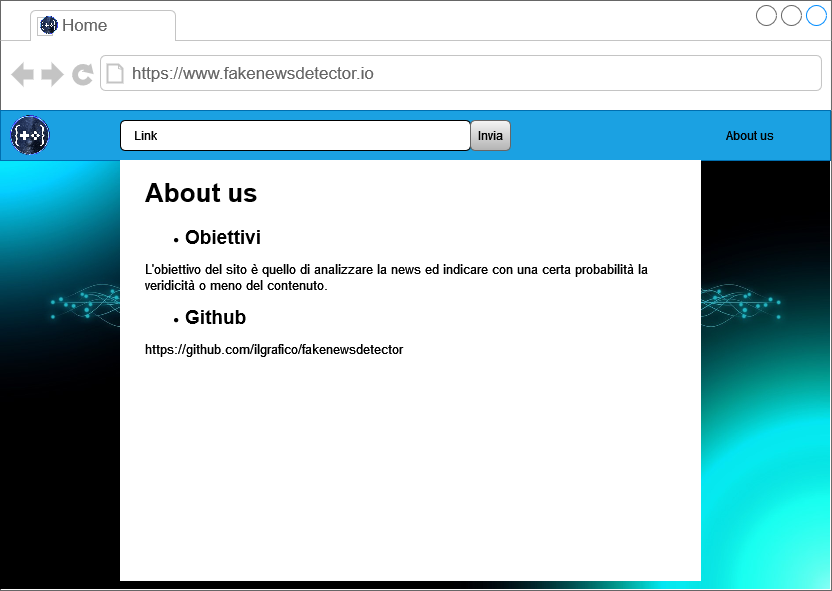 Home
https://www.fakenewsdetector.io
Link
Invia
About us
About us
• Obiettivi
L'obiettivo del sito è quello di analizzare la news ed indicare con una certa probabilità la
veridicità o meno del contenuto.
• Github
https://github.com/ilgrafico/fakenewsdetector